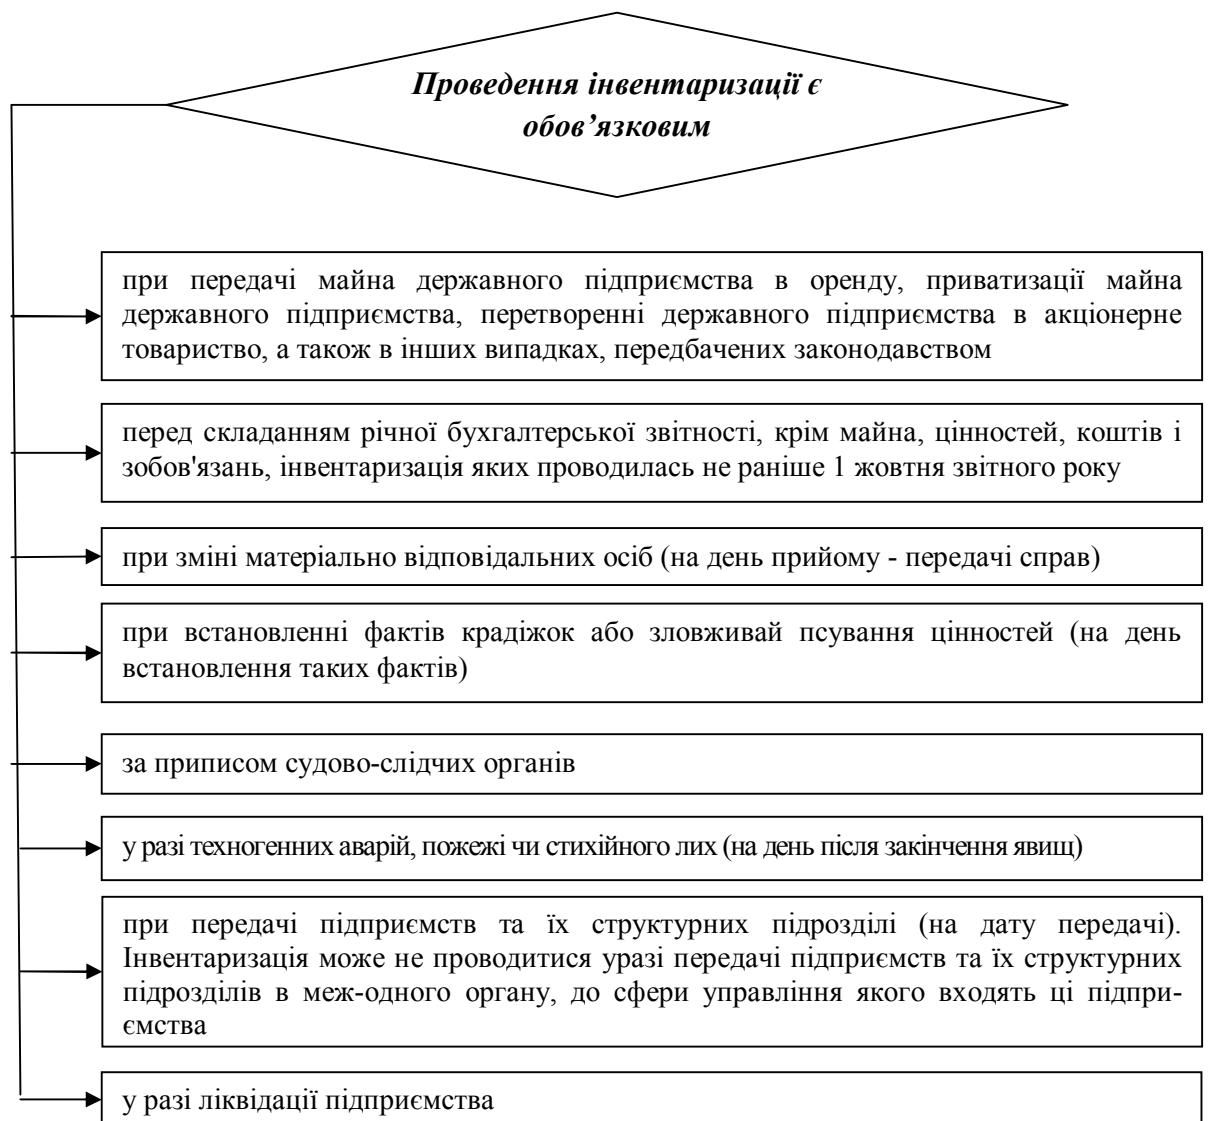 Проведення інвентаризації є
обов’язковим
при передачі майна державного підприємства в оренду, приватизації майна
державного підприємства, перетворенні державного підприємства в акціонерне
товариство, а також в інших випадках, передбачених законодавством
перед складанням річної бухгалтерської звітності, крім майна, цінностей, коштів і
зобов'язань, інвентаризація яких проводилась не раніше 1 жовтня звітного року
при зміні матеріально відповідальних осіб (на день прийому - передачі справ)
при встановленні фактів крадіжок або зловживай псування цінностей (на день
встановлення таких фактів)
за приписом судово-слідчих органів
у разі техногенних аварій, пожежі чи стихійного лих (на день після закінчення явищ)
при передачі підприємств та їх структурних підрозділі (на дату передачі).
Інвентаризація може не проводитися уразі передачі підприємств та їх структурних
підрозділів в меж-одного органу, до сфери управління якого входять ці підпри-
ємства
у разі ліквідації підприємства